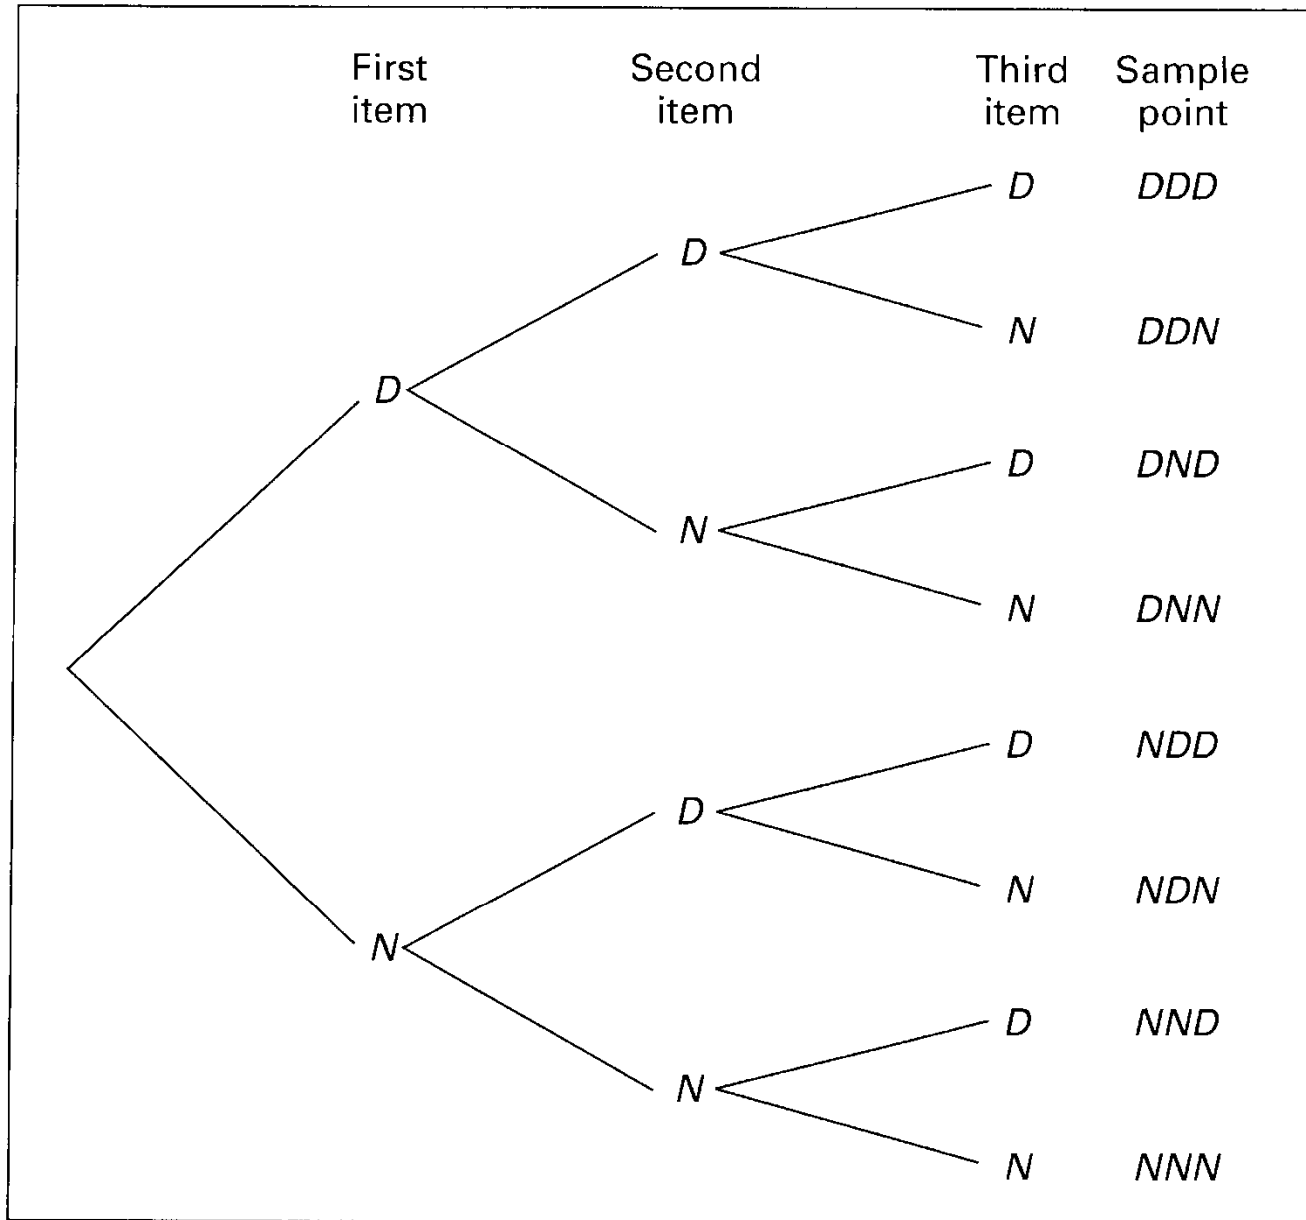 First Second Third Sample
item item item point
D DDD
D
N DDN
D
D DND
N
N DNN
D NDD
D
N NDN
N
D NND
N
N NNN